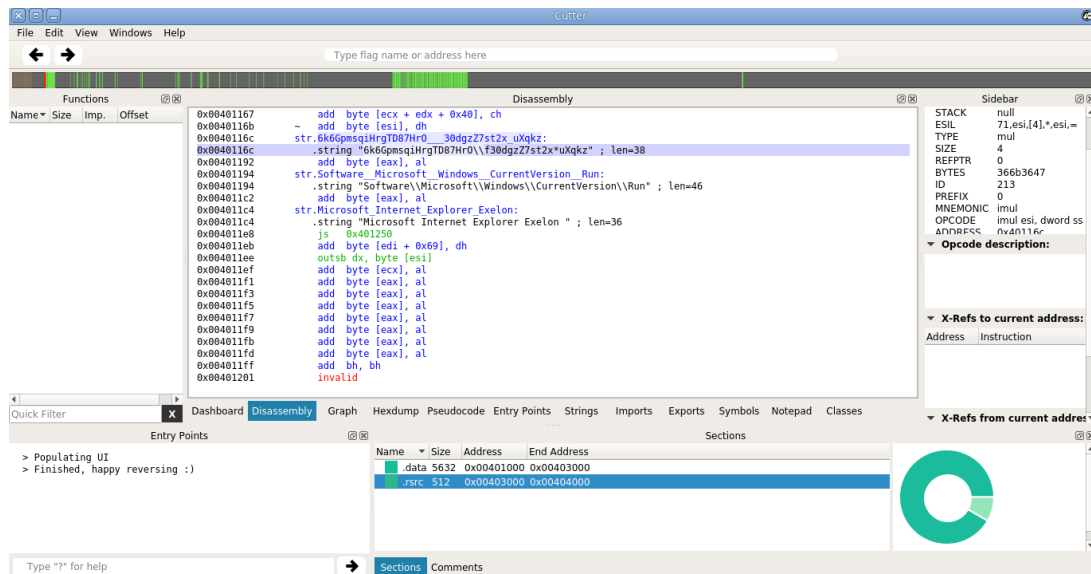 Cutter
File Edit View Windows Help
Type flag name or address here
Functions
Name Size Imp. Offset
Quick Filter X
Disassembly
0x00401167 add byte [ecx + edx + 0x40], ch
0x0040116b ~ add byte [esi], dh
0x0040116c str.6k6GpmsqiHrgTD87HrO___30dgzZ7st2x_uXqkz:
0x0040116c .string "6k6GpmsqiHrgTD87HrO\\f30dgzZ7st2x*uXqkz" ; len=38
0x00401192 add byte [eax], al
0x00401194 str.Software__Microsoft__Windows__CurrentVersion__Run:
0x00401194 .string "Software\\Microsoft\\Windows\\CurrentVersion\\Run" ; len=46
0x004011c2 add byte [eax], al
0x004011c4 str.Microsoft_Internet_Explorer_Exelon:
0x004011c4 .string "Microsoft Internet Explorer Exelon " ; len=36
0x004011e8 js 0x401250
0x004011eb add byte [edi + 0x69], dh
0x004011ee outsb dx, byte [esi]
0x004011ef add byte [ecx], al
0x004011f1 add byte [eax], al
0x004011f3 add byte [eax], al
0x004011f5 add byte [eax], al
0x004011f7 add byte [eax], al
0x004011f9 add byte [eax], al
0x004011fb add byte [eax], al
0x004011fd add byte [eax], al
0x004011ff add bh, bh
0x00401201 invalid
Dashboard Disassembly Graph Hexdump Pseudocode Entry Points Strings Imports Exports Symbols Notepad Classes
Sidebar
STACK null
ESIL 71,esi,[4],*,esi,=
TYPE mul
SIZE 4
REFPTR 0
BYTES 366b3647
ID 213
PREFIX 0
MNEMONIC imul
OPCODE imul esi, dword ss
ADDRESS 0x40116c
Opcode description:
X-Refs to current address:
Address Instruction
X-Refs from current addres
Entry Points
> Populating UI
> Finished, happy reversing :)
Type "?" for help
Sections
Name Size Address End Address
.data 5632 0x00401000 0x00403000
.rsrc 512 0x00403000 0x00404000
Sections Comments